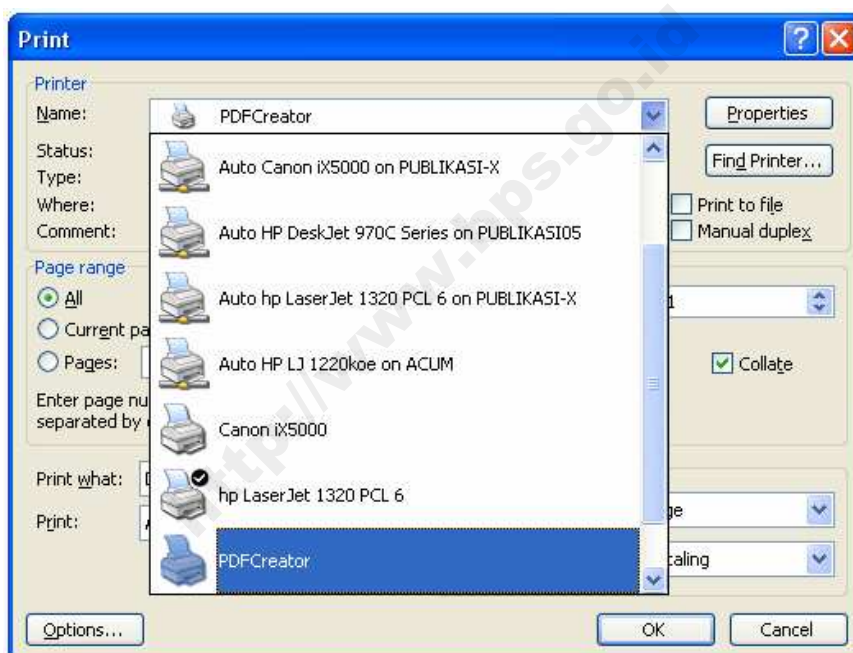 Print
Printer
Name:
PDFCreator
Properties
Status:
Find Printer...
Type:
Where:
Print to file
Comment:
Manual duplex
Auto Canon iX5000 on PUBLIKASI-X
Auto HP DeskJet 970C Series on PUBLIKASI05
Auto hp LaserJet 1320 PCL 6 on PUBLIKASI-X
Auto HP LJ 1220koe on ACUM
Canon iX5000
hp LaserJet 1320 PCL 6
PDFCreator
Page range
All
1
Current pa
Pages:
Collate
Enter page nu
separated by
Print what:
Print:
ge
caling
Options...
OK
Cancel
http://www.bps.go.id